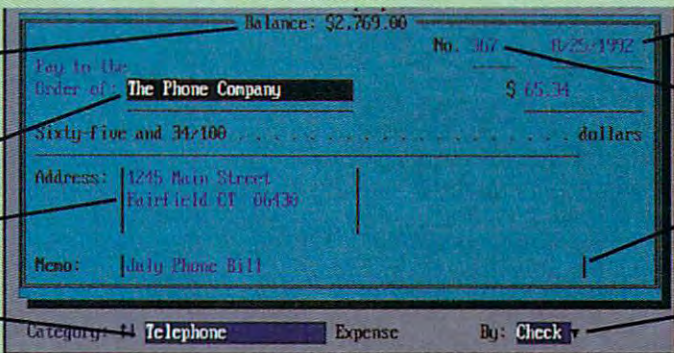 Balance: $2,769.00
No. 367 8/25/1992
Pay to the
Order of: The Phone Company $ 65.34
Sixty-five and 34/100 . . . . . . . . . . . . . . . . . . . . . . . . . . . . . . dollars
Address: 1245 Main Street
Fairfield CT 06430
Memo: July Phone Bill
Category: ↑↓ Telephone Expense By: Check ▼